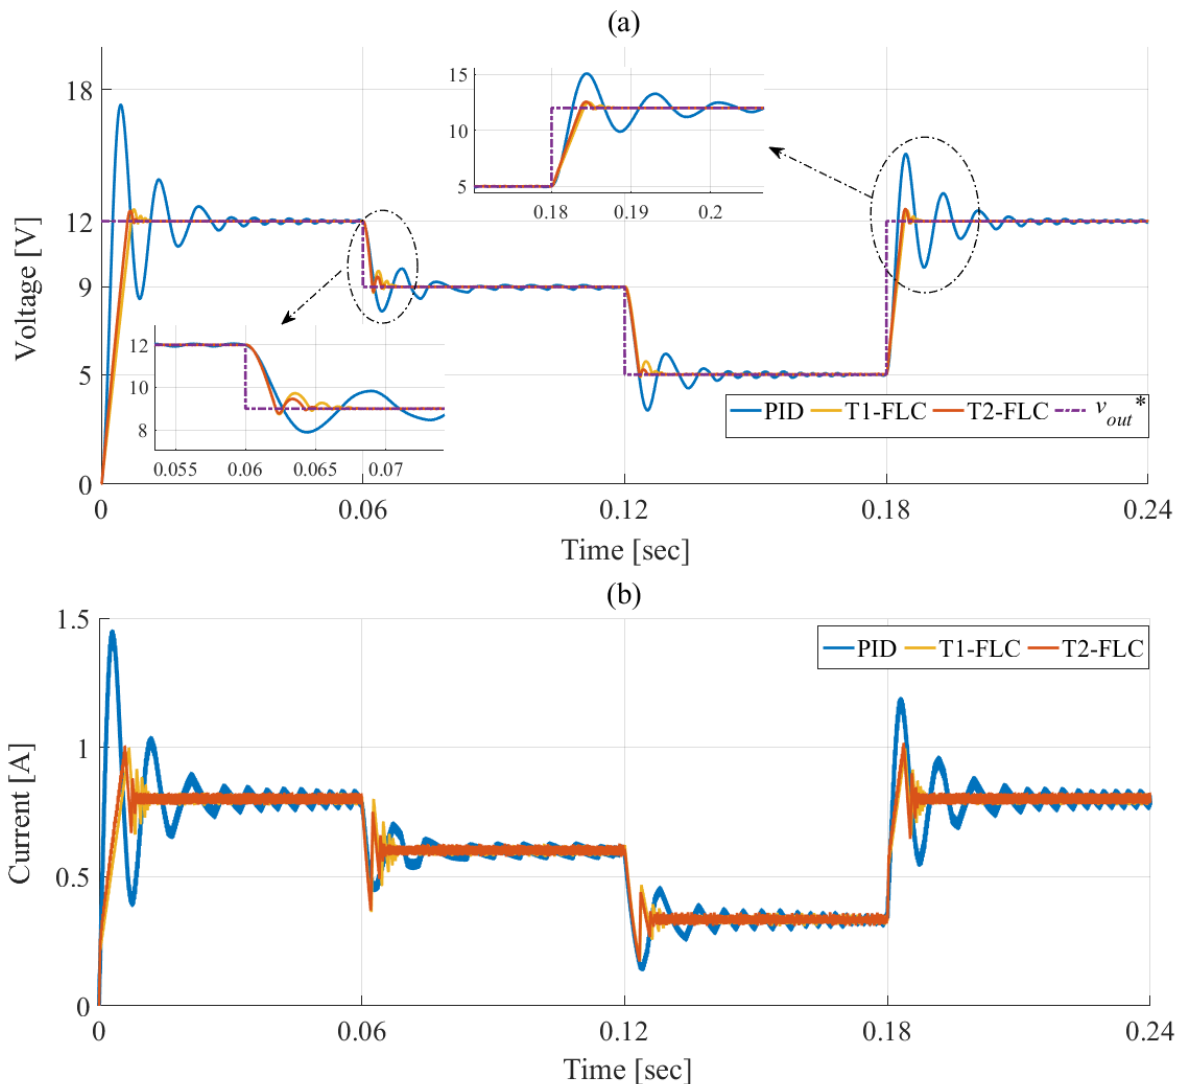 (a)
18
12
9
5
0
Voltage [V]
15
10
5
0.18 0.19 0.2
12
10
8
0.055 0.06 0.065 0.07
PID T1-FLC T2-FLC v_out*
0 0.06 0.12 0.18 0.24
Time [sec]
(b)
1.5
1
0.5
0
Current [A]
PID T1-FLC T2-FLC
0 0.06 0.12 0.18 0.24
Time [sec]